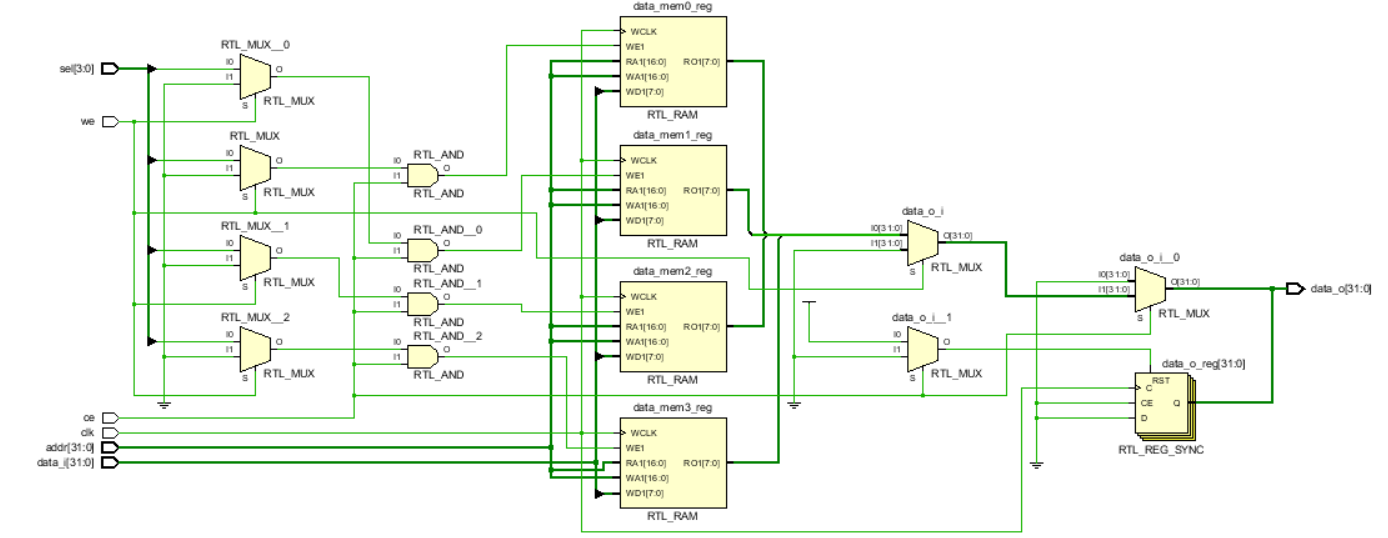 sel[3:0]
we
ce
clk
addr[31:0]
data_i[31:0]
RTL_MUX__0
I0
I1
O
S
RTL_MUX
RTL_MUX
I0
I1
O
S
RTL_MUX
RTL_MUX__1
I0
I1
O
S
RTL_MUX
RTL_MUX__2
I0
I1
O
S
RTL_MUX
RTL_AND
I0
I1
O
RTL_AND
RTL_AND__0
I0
I1
O
RTL_AND
RTL_AND__1
I0
I1
O
RTL_AND
RTL_AND__2
I0
I1
O
RTL_AND
data_mem0_reg
WCLK
WE1
RA1[16:0] RO1[7:0]
WA1[16:0]
WD1[7:0]
RTL_RAM
data_mem1_reg
WCLK
WE1
RA1[16:0] RO1[7:0]
WA1[16:0]
WD1[7:0]
RTL_RAM
data_mem2_reg
WCLK
WE1
RA1[16:0] RO1[7:0]
WA1[16:0]
WD1[7:0]
RTL_RAM
data_mem3_reg
WCLK
WE1
RA1[16:0] RO1[7:0]
WA1[16:0]
WD1[7:0]
RTL_RAM
data_o_i
I0[31:0]
I1[31:0]
O[31:0]
S
RTL_MUX
data_o_i__1
I0
I1
O
S
RTL_MUX
data_o_i__0
I0[31:0]
I1[31:0]
O[31:0]
S
RTL_MUX
data_o_reg[31:0]
RST
C
CE Q
D
RTL_REG_SYNC
data_o[31:0]